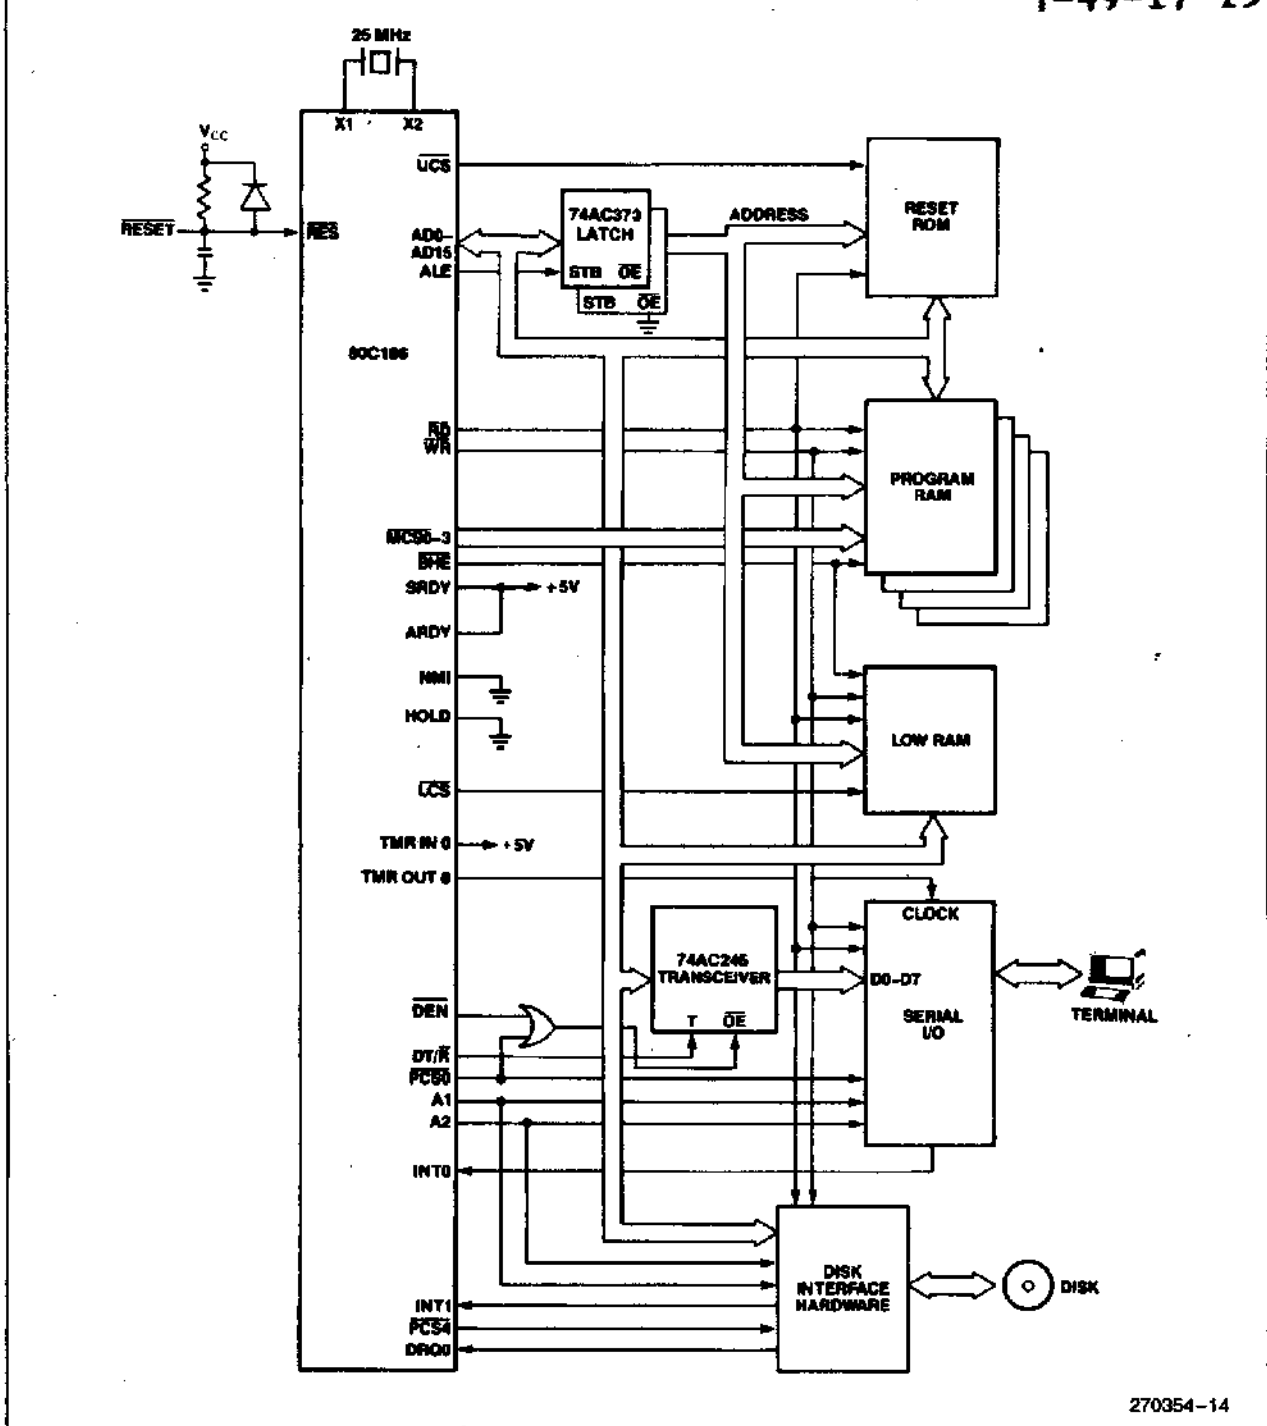 25 MHz
X1 X2
VCC
UCS
RESET
RES
AD0–
AD15
ALE
74AC373
LATCH
STB OE
STB OE
ADDRESS
RESET
ROM
80C186
RD
WR
PROGRAM
RAM
MCS0–3
BHE
SRDY
+5V
ARDY
NMI
HOLD
LOW RAM
LCS
TMR IN 0
+5V
TMR OUT 0
CLOCK
74AC245
TRANSCEIVER
D0–D7
SERIAL
I/O
TERMINAL
DEN
T OE
DT/R
PCS0
A1
A2
INT0
DISK
INTERFACE
HARDWARE
DISK
INT1
PCS4
DRQ0
270354–14